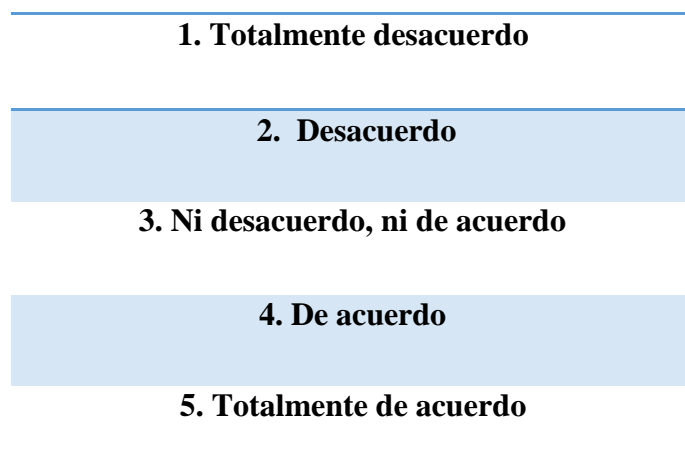 1. Totalmente desacuerdo
2. Desacuerdo
3. Ni desacuerdo, ni de acuerdo
4. De acuerdo
5. Totalmente de acuerdo